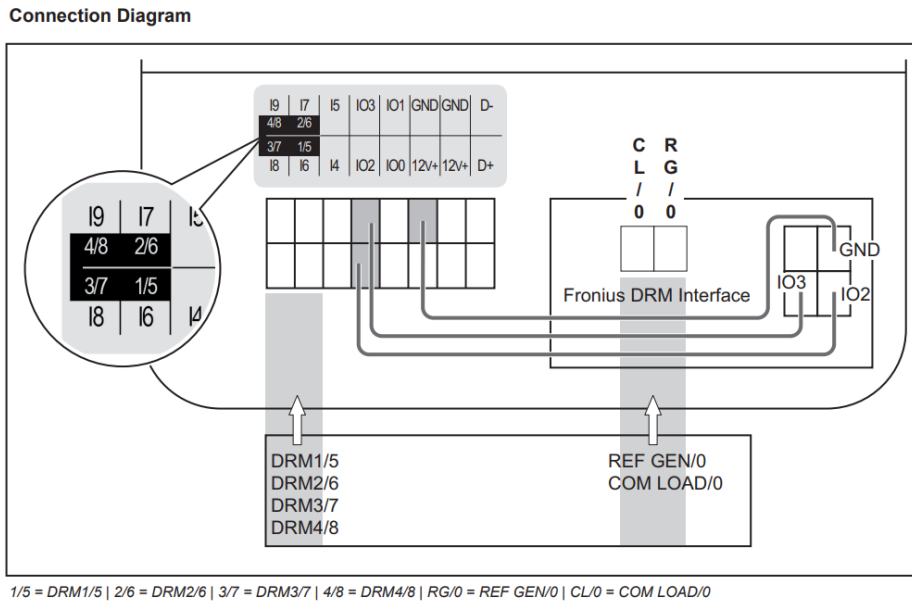 Connection Diagram
I9 I7 I5 IO3 IO1 GND GND D-
4/8 2/6
3/7 1/5
I8 I6 I4 IO2 IO0 12V+ 12V+ D+
C R
L G
/ /
0 0
I9 I7 I5
4/8 2/6
3/7 1/5
I8 I6 I4
GND
IO3 IO2
Fronius DRM Interface
DRM1/5
DRM2/6
DRM3/7
DRM4/8
REF GEN/0
COM LOAD/0
1/5 = DRM1/5 | 2/6 = DRM2/6 | 3/7 = DRM3/7 | 4/8 = DRM4/8 | RG/0 = REF GEN/0 | CL/0 = COM LOAD/0